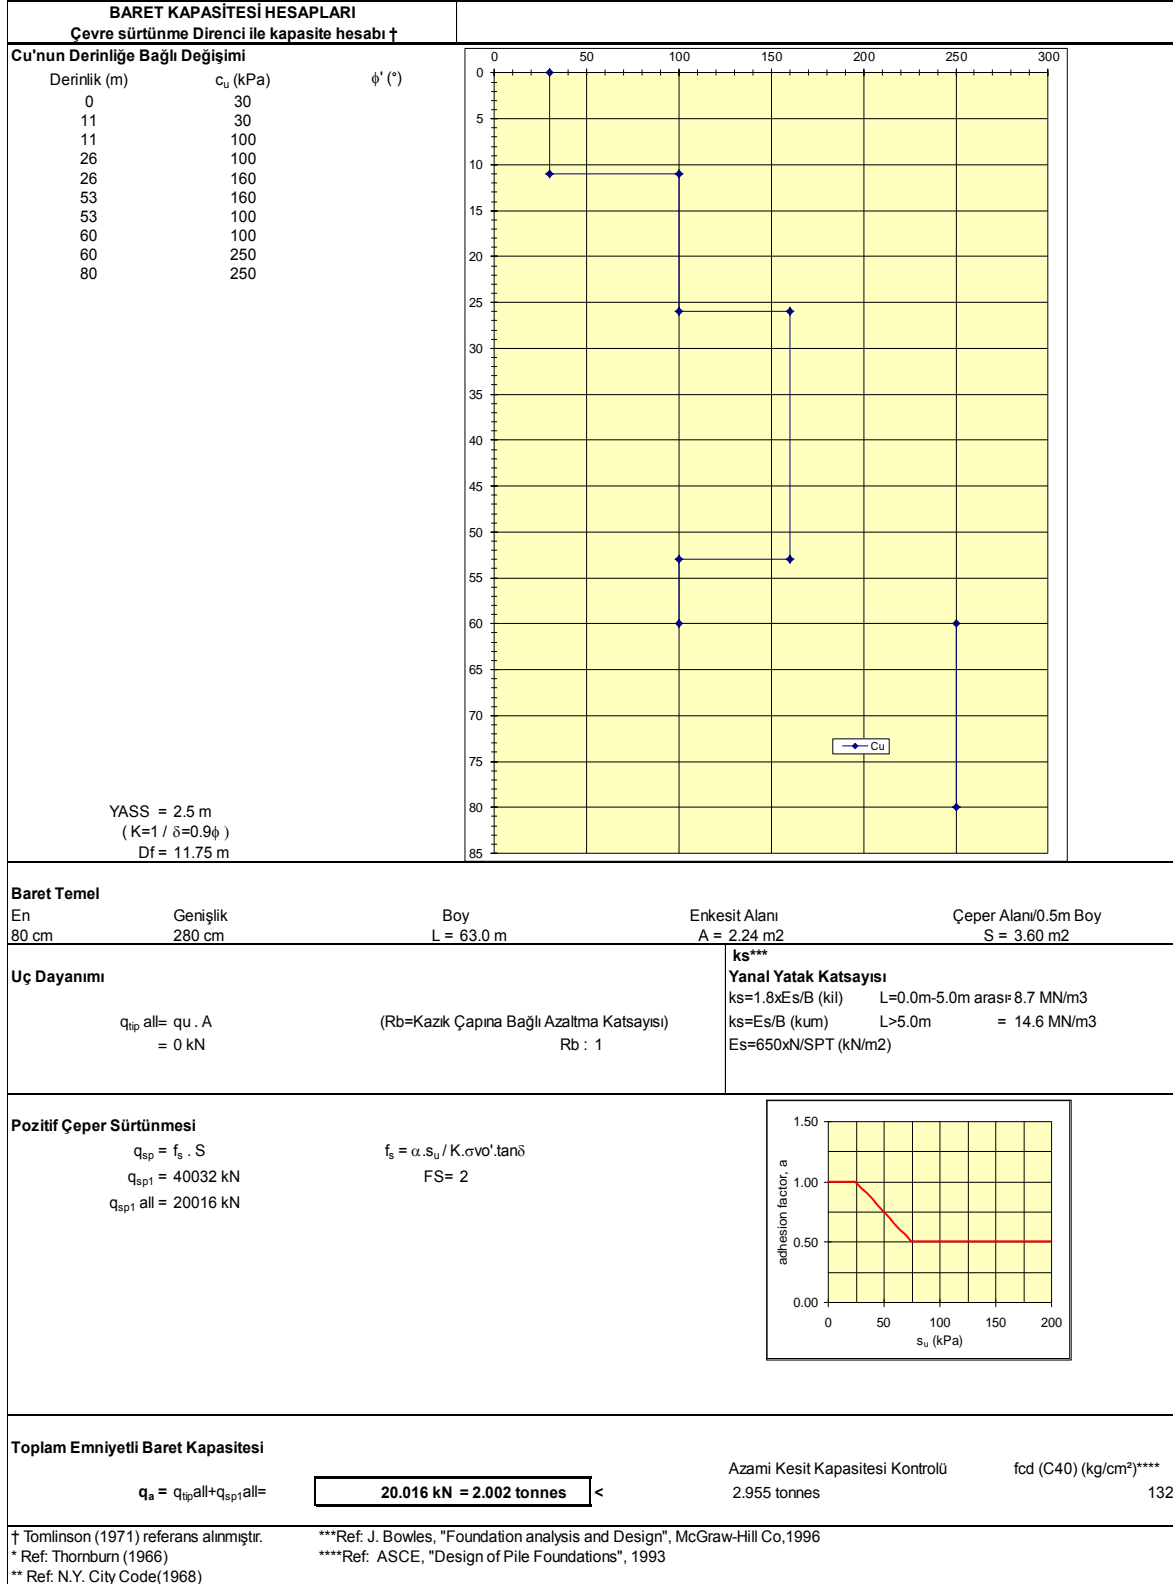 BARET KAPASİTESİ HESAPLARI
Çevre sürtünme Direnci ile kapasite hesabı †
Cu'nun Derinliğe Bağlı Değişimi
Derinlik (m) cu (kPa) ϕ' (°)
0 30
11 30
11 100
26 100
26 160
53 160
53 100
60 100
60 250
80 250
0 50 100 150 200 250 300
0
5
10
15
20
25
30
35
40
45
50
55
60
65
70
75
80
85
Cu
YASS = 2.5 m
( K=1 / δ=0.9ϕ )
Df = 11.75 m
Baret Temel
En Genişlik Boy Enkesit Alanı Çeper Alanı/0.5m Boy
80 cm 280 cm L = 63.0 m A = 2.24 m2 S = 3.60 m2
Uç Dayanımı
qtip all= qu . A (Rb=Kazık Çapına Bağlı Azaltma Katsayısı)
= 0 kN Rb : 1
ks***
Yanal Yatak Katsayısı
ks=1.8xEs/B (kil) L=0.0m-5.0m arası= 8.7 MN/m3
ks=Es/B (kum) L>5.0m = 14.6 MN/m3
Es=650xN/SPT (kN/m2)
Pozitif Çeper Sürtünmesi
qsp = fs . S fs = α.su / K.σvo'.tanδ
qsp1 = 40032 kN FS= 2
qsp1 all = 20016 kN
1.50
1.00
0.50
0.00
adhesion factor, a
0 50 100 150 200
su (kPa)
Toplam Emniyetli Baret Kapasitesi
Azami Kesit Kapasitesi Kontrolü fcd (C40) (kg/cm²)****
qa = qtipall+qsp1all= 20.016 kN = 2.002 tonnes < 2.955 tonnes 132
† Tomlinson (1971) referans alınmıştır. ***Ref: J. Bowles, "Foundation analysis and Design", McGraw-Hill Co,1996
* Ref: Thornburn (1966) ****Ref: ASCE, "Design of Pile Foundations", 1993
** Ref: N.Y. City Code(1968)